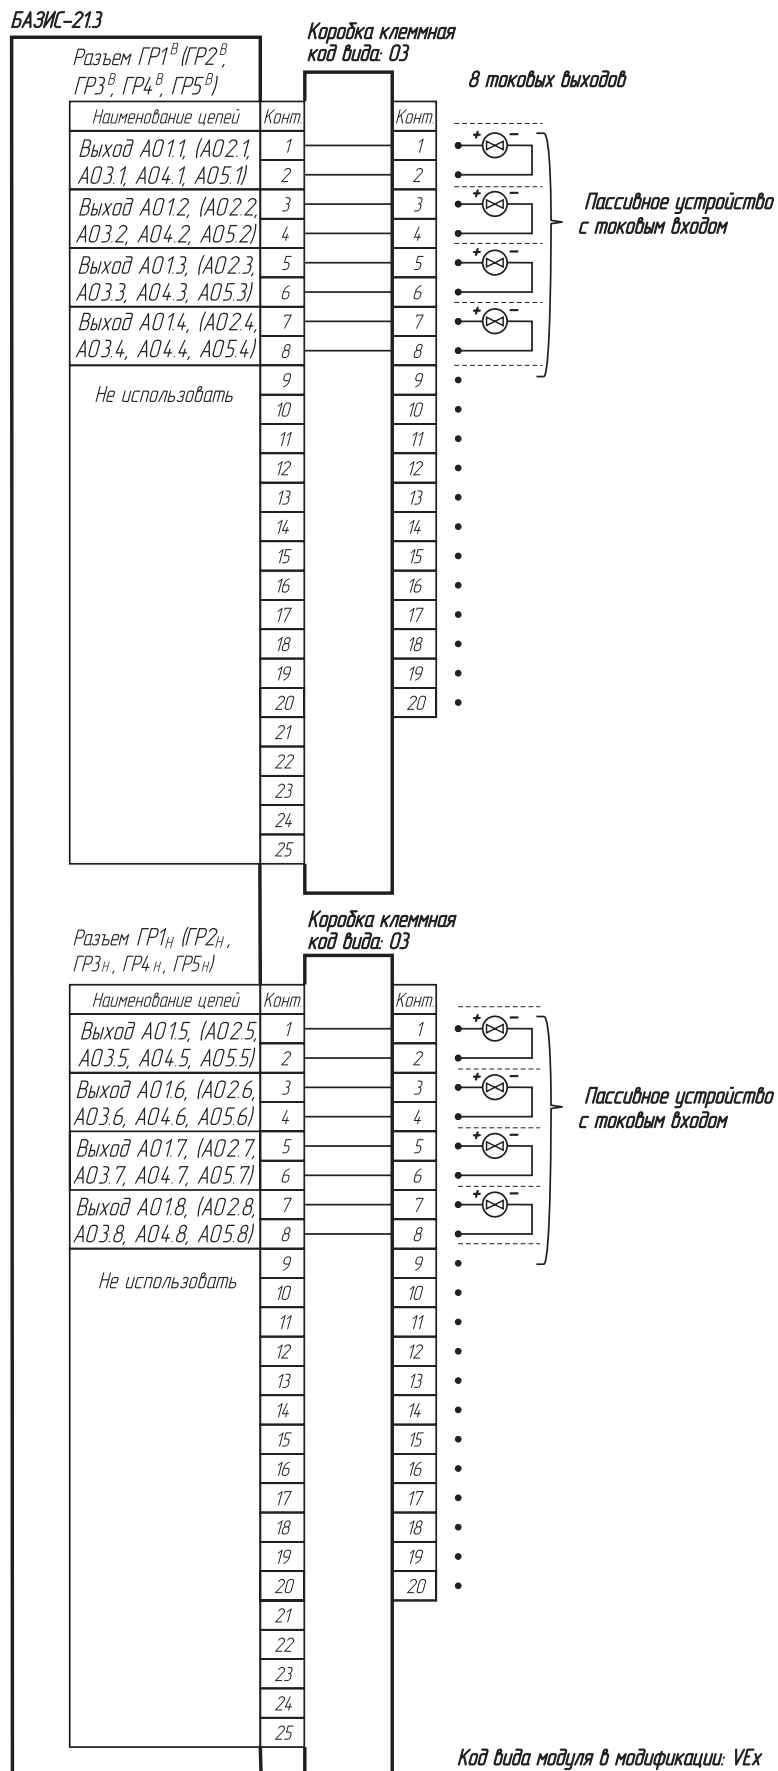 БАЗИС-21.3
Разъем ГР1В (ГР2В,
ГР3В, ГР4В, ГР5В)
Коробка клеммная
код вида: 03
8 токовых выходов
Наименование цепей Конт. Конт.
Выход АО1.1, (АО2.1, 1 1 + −
АО3.1, АО4.1, АО5.1) 2 2
Выход АО1.2, (АО2.2, 3 3 + −
АО3.2, АО4.2, АО5.2) 4 4
Выход АО1.3, (АО2.3, 5 5 + −
АО3.3, АО4.3, АО5.3) 6 6
Выход АО1.4, (АО2.4, 7 7 + −
АО3.4, АО4.4, АО5.4) 8 8
Пассивное устройство
с токовым входом
Не использовать 9 9
10 10
11 11
12 12
13 13
14 14
15 15
16 16
17 17
18 18
19 19
20 20
21
22
23
24
25
Разъем ГР1Н (ГР2Н,
ГР3Н, ГР4Н, ГР5Н)
Коробка клеммная
код вида: 03
Наименование цепей Конт. Конт.
Выход АО1.5, (АО2.5, 1 1 + −
АО3.5, АО4.5, АО5.5) 2 2
Выход АО1.6, (АО2.6, 3 3 + −
АО3.6, АО4.6, АО5.6) 4 4
Выход АО1.7, (АО2.7, 5 5 + −
АО3.7, АО4.7, АО5.7) 6 6
Выход АО1.8, (АО2.8, 7 7 + −
АО3.8, АО4.8, АО5.8) 8 8
Пассивное устройство
с токовым входом
Не использовать 9 9
10 10
11 11
12 12
13 13
14 14
15 15
16 16
17 17
18 18
19 19
20 20
21
22
23
24
25
Код вида модуля в модификации: VEx